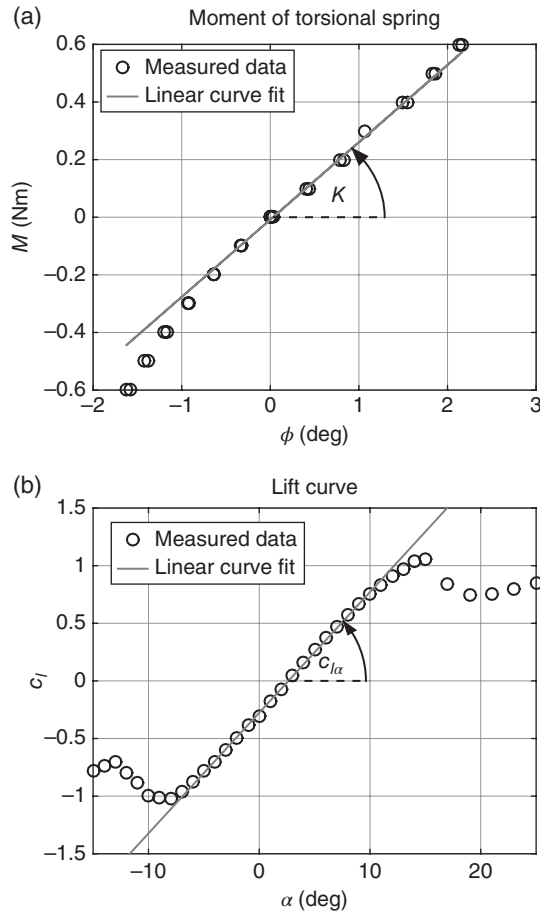 (a)
Moment of torsional spring
0.6
0.4
0.2
0
−0.2
−0.4
−0.6
M (Nm)
Measured data
Linear curve fit
K
−2 −1 0 1 2 3
ϕ (deg)
(b)
Lift curve
1.5
1
0.5
0
−0.5
−1
−1.5
cl
Measured data
Linear curve fit
clα
−10 0 10 20
α (deg)